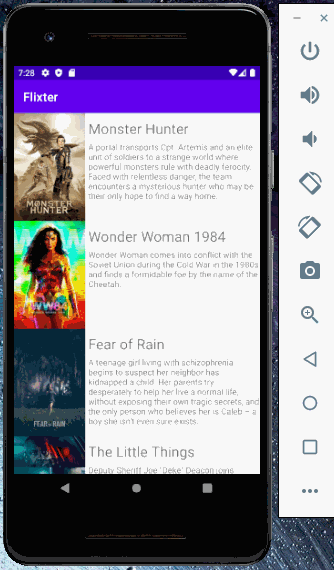 7:28
Flixter
Monster Hunter
A portal transports Cpt. Artemis and an elite
unit of soldiers to a strange world where
powerful monsters rule with deadly ferocity.
Faced with relentless danger, the team
encounters a mysterious hunter who may be
their only hope to find a way home.
MONSTER
HUNTER
Wonder Woman 1984
Wonder Woman comes into conflict with the
Soviet Union during the Cold War in the 1980s
and finds a formidable foe by the name of the
Cheetah.
WW84
Fear of Rain
A teenage girl living with schizophrenia
begins to suspect her neighbor has
kidnapped a child. Her parents try
desperately to help her live a normal life,
without exposing their own tragic secrets, and
the only person who believes her is Caleb – a
boy she isn't even sure exists.
FEAR OF RAIN
The Little Things
Deputy Sheriff Joe "Deke" Deacon joins